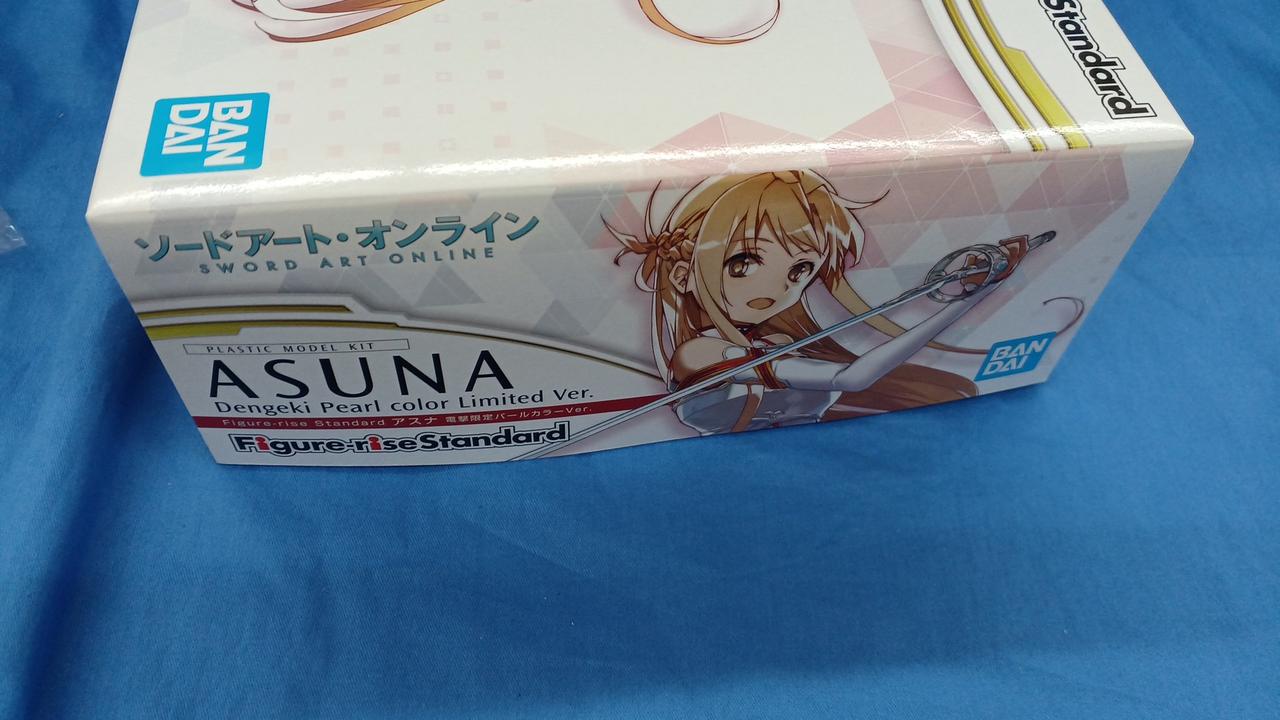 Standard
BAN
DAI
ソードアート・オンライン
SWORD ART ONLINE
PLASTIC MODEL KIT
ASUNA
Dengeki Pearl color Limited Ver.
Figure-rise Standard アスナ 電撃限定パールカラーVer.
Figure-riseStandard
BAN
DAI